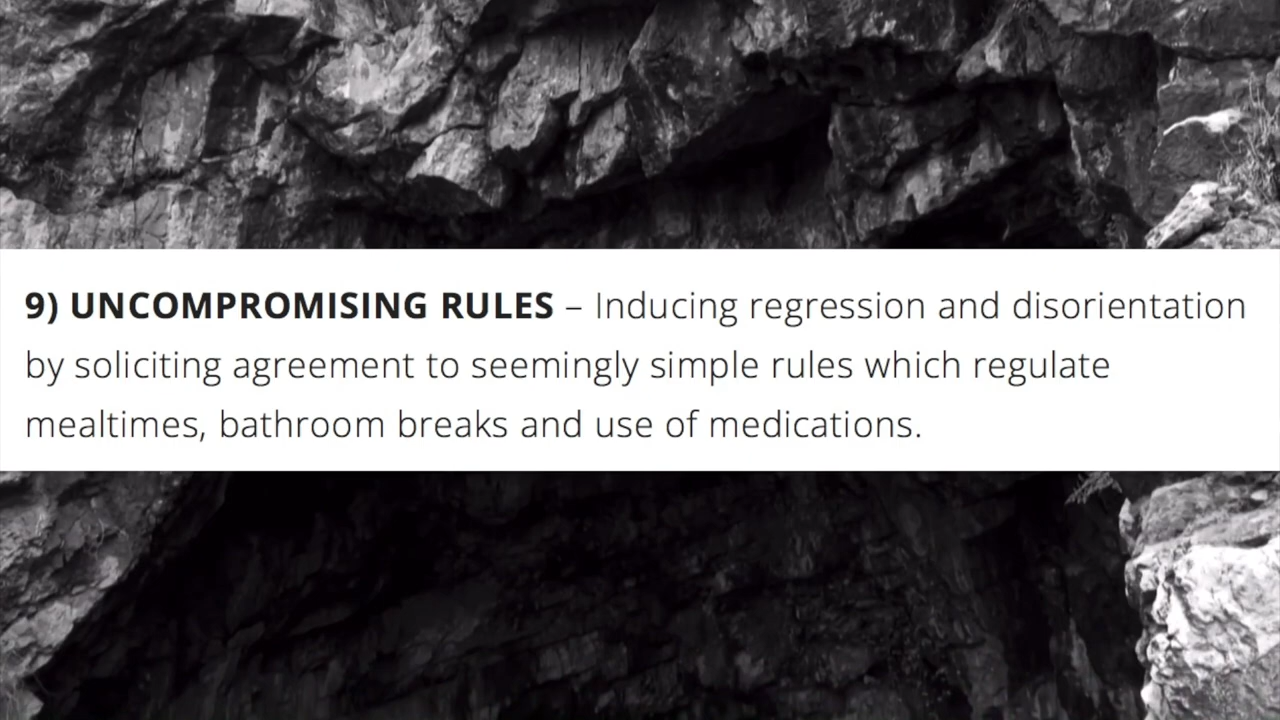 9) UNCOMPROMISING RULES – Inducing regression and disorientation
by soliciting agreement to seemingly simple rules which regulate
mealtimes, bathroom breaks and use of medications.